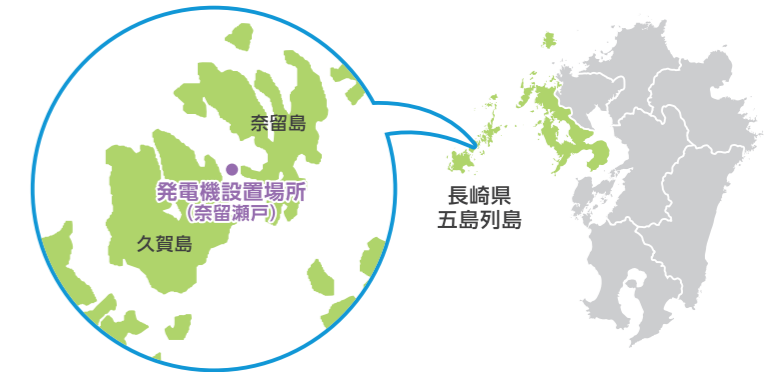 奈留島
発電機設置場所
（奈留瀬戸）
久賀島
長崎県
五島列島